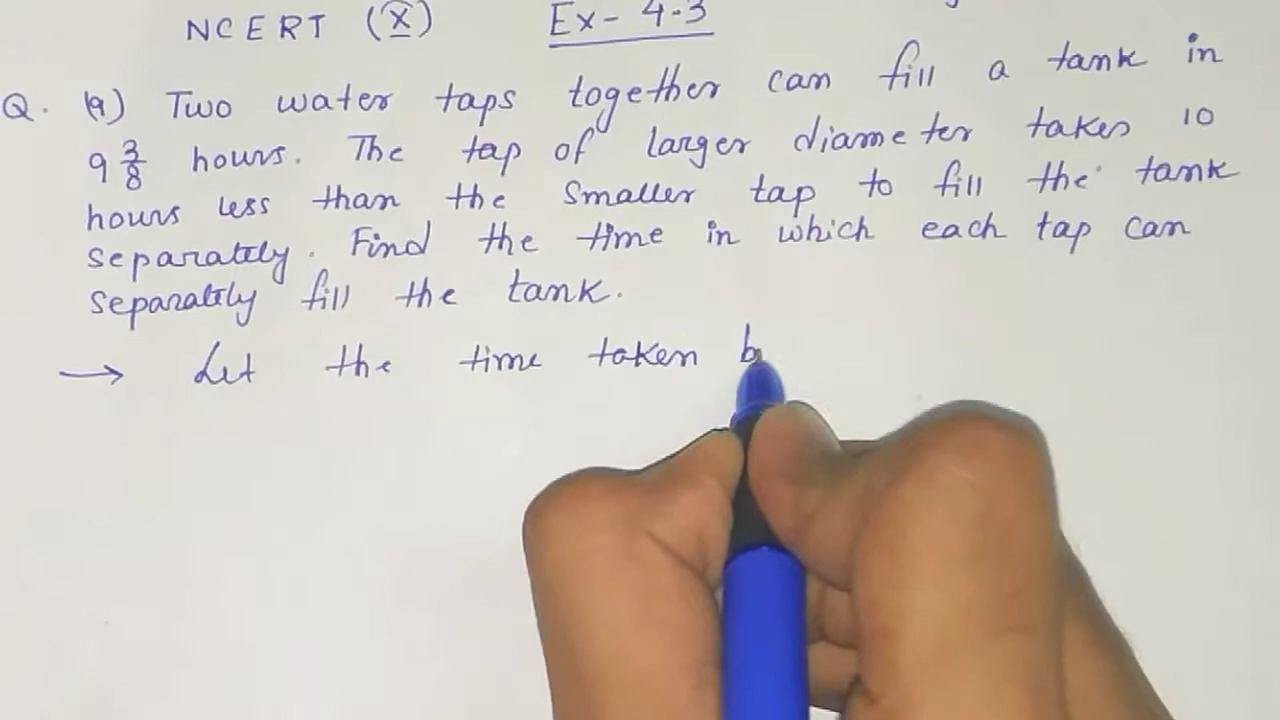 NCERT (X) Ex- 4.3
Q. (9) Two water taps together can fill a tank in
9 3/8 hours. The tap of larger diameter takes 10
hours less than the smaller tap to fill the tank
separately. Find the time in which each tap can
separately fill the tank.
→ Let the time taken b